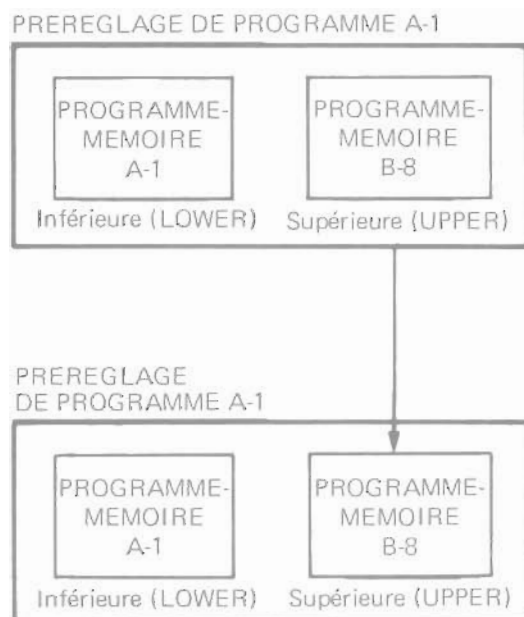 PREREGLAGE DE PROGRAMME A-1
PROGRAMME-
MEMOIRE
A-1
Inférieure (LOWER)
PROGRAMME-
MEMOIRE
B-8
Supérieure (UPPER)
PREREGLAGE
DE PROGRAMME A-1
PROGRAMME-
MEMOIRE
A-1
Inférieure (LOWER)
PROGRAMME-
MEMOIRE
B-8
Supérieure (UPPER)